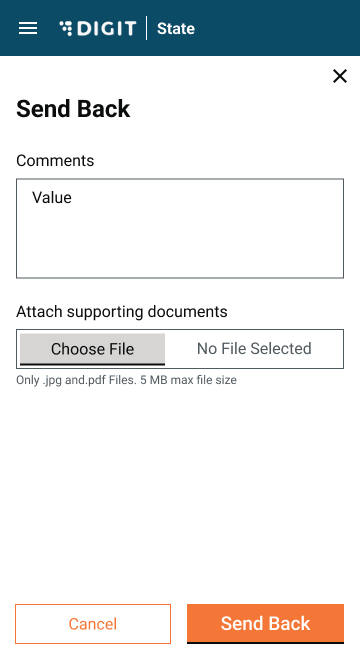 DIGIT State
Send Back
Comments
Value
Attach supporting documents
Choose File No File Selected
Only .jpg and.pdf Files. 5 MB max file size
Cancel Send Back